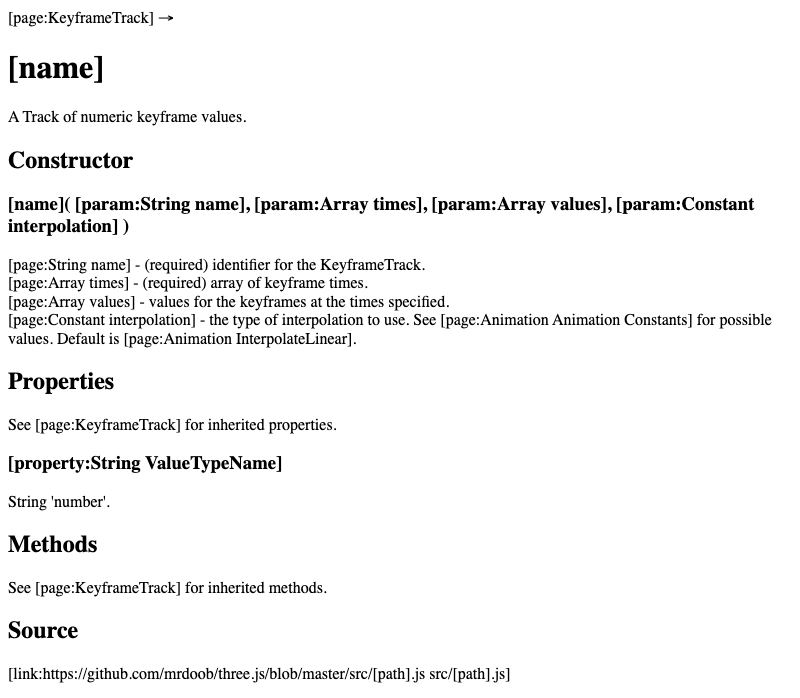 [page:KeyframeTrack] →
[name]
A Track of numeric keyframe values.
Constructor
[name]( [param:String name], [param:Array times], [param:Array values], [param:Constant
interpolation] )
[page:String name] - (required) identifier for the KeyframeTrack.
[page:Array times] - (required) array of keyframe times.
[page:Array values] - values for the keyframes at the times specified.
[page:Constant interpolation] - the type of interpolation to use. See [page:Animation Animation Constants] for possible
values. Default is [page:Animation InterpolateLinear].
Properties
See [page:KeyframeTrack] for inherited properties.
[property:String ValueTypeName]
String 'number'.
Methods
See [page:KeyframeTrack] for inherited methods.
Source
[link:https://github.com/mrdoob/three.js/blob/master/src/[path].js src/[path].js]